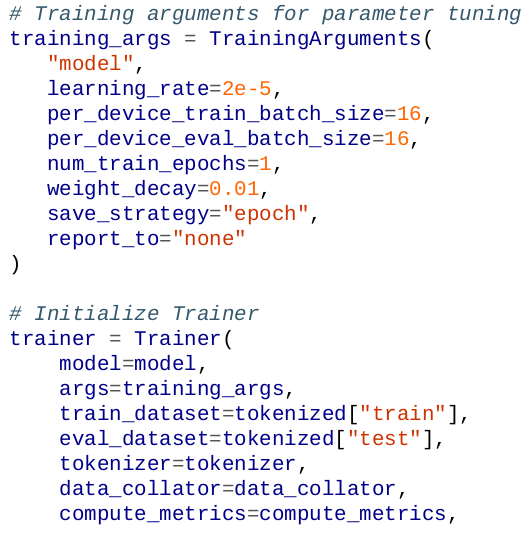 # Training arguments for parameter tuning
training_args = TrainingArguments(
   "model",
   learning_rate=2e-5,
   per_device_train_batch_size=16,
   per_device_eval_batch_size=16,
   num_train_epochs=1,
   weight_decay=0.01,
   save_strategy="epoch",
   report_to="none"
)

# Initialize Trainer
trainer = Trainer(
    model=model,
    args=training_args,
    train_dataset=tokenized["train"],
    eval_dataset=tokenized["test"],
    tokenizer=tokenizer,
    data_collator=data_collator,
    compute_metrics=compute_metrics,